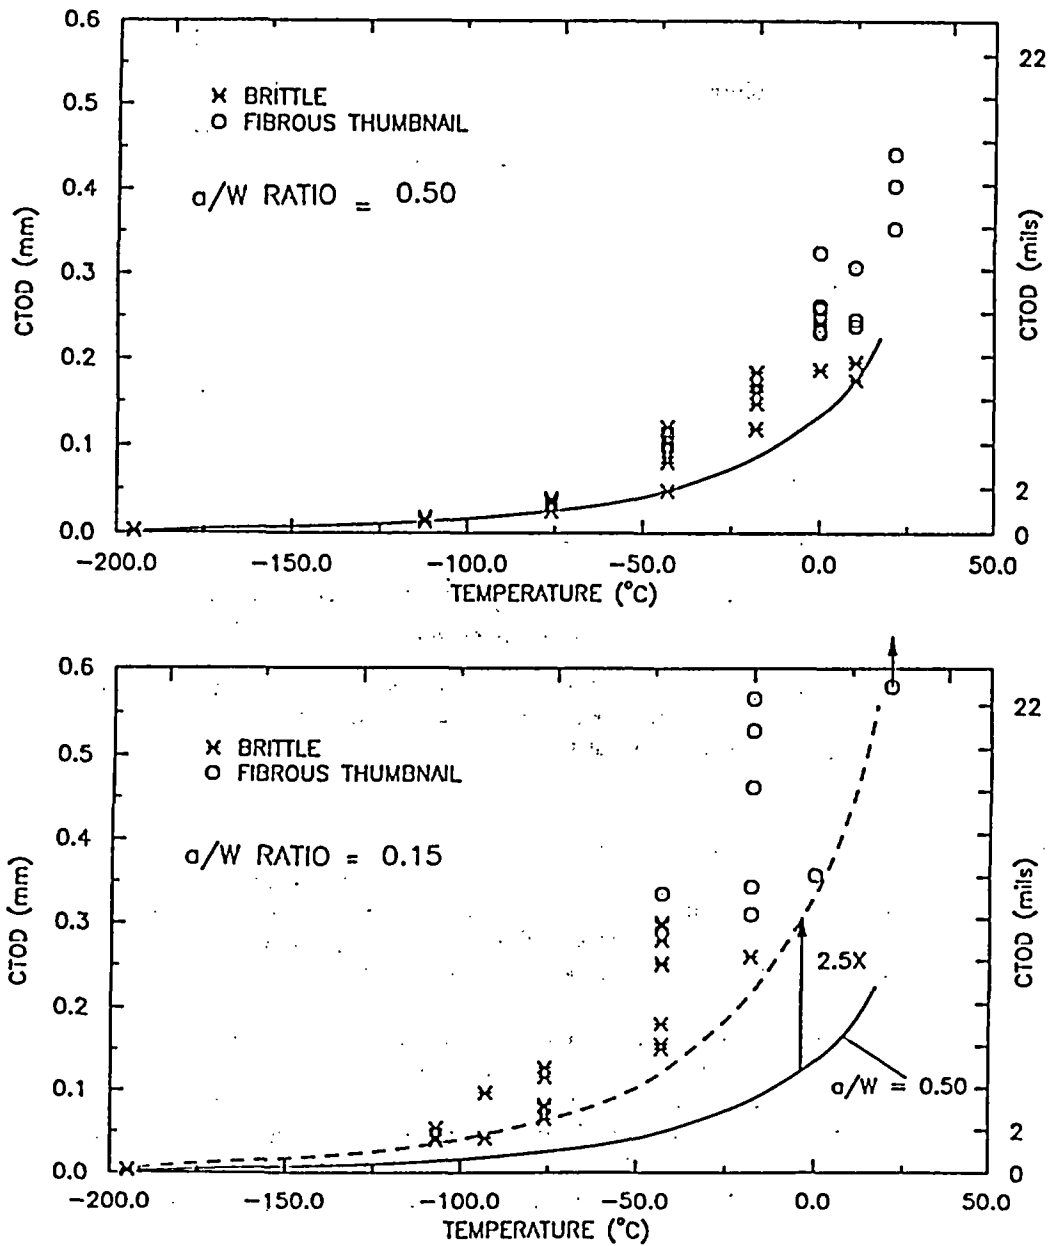 0.6
0.5
0.4
0.3
0.2
0.1
0.0
CTOD (mm)
BRITTLE
FIBROUS THUMBNAIL
a/W RATIO = 0.50
22
2
0
CTOD (mils)
-200.0 -150.0 -100.0 -50.0 0.0 50.0
TEMPERATURE (°C)
0.6
0.5
0.4
0.3
0.2
0.1
0.0
CTOD (mm)
BRITTLE
FIBROUS THUMBNAIL
a/W RATIO = 0.15
2.5X
a/W = 0.50
22
2
0
CTOD (mils)
-200.0 -150.0 -100.0 -50.0 0.0 50.0
TEMPERATURE (°C)